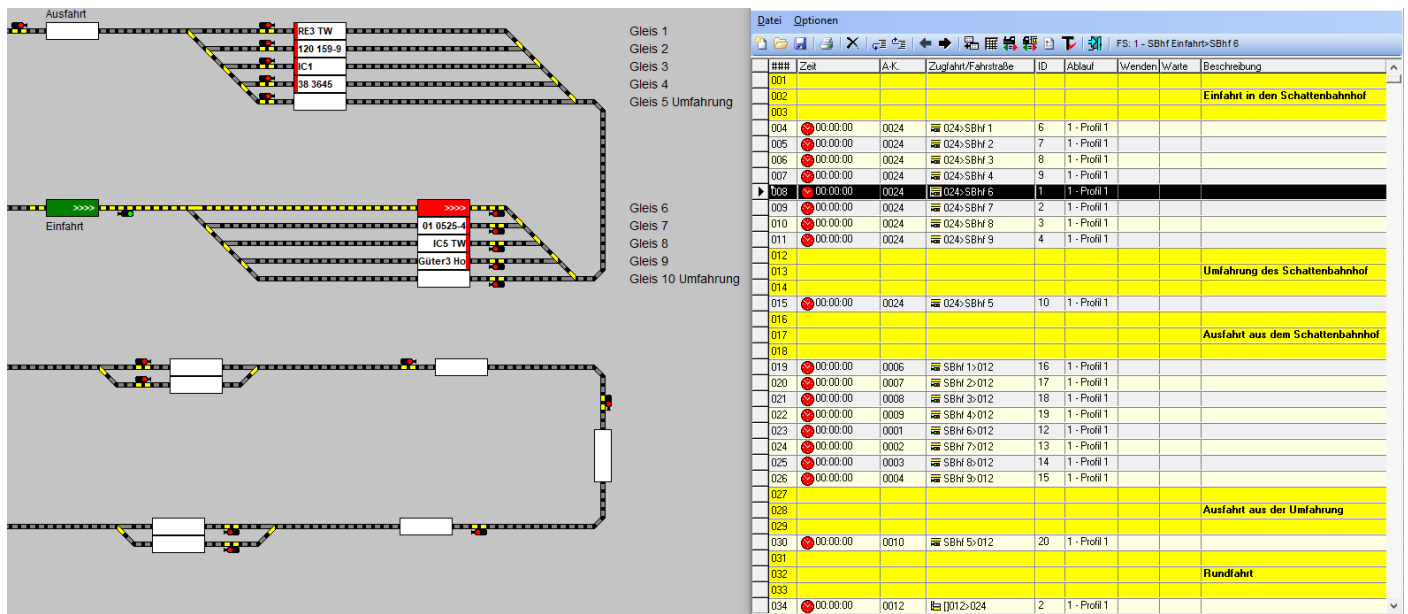 Ausfahrt
RE3 TW
Gleis 1
120 159-9
Gleis 2
IC1
Gleis 3
38 3645
Gleis 4
Gleis 5 Umfahrung
>>>>
>>>>
Gleis 6
Einfahrt
01 0525-4
Gleis 7
IC5 TW
Gleis 8
Güter3 Ho
Gleis 9
Gleis 10 Umfahrung
Datei Optionen
FS: 1 - SBhf Einfahrt>SBhf 6
### Zeit A-K. Zugfahrt/Fahrstraße ID Ablauf Wenden Warte Beschreibung
001
002 Einfahrt in den Schattenbahnhof
003
004 00:00:00 0024 024>SBhf 1 6 1 - Profil 1
005 00:00:00 0024 024>SBhf 2 7 1 - Profil 1
006 00:00:00 0024 024>SBhf 3 8 1 - Profil 1
007 00:00:00 0024 024>SBhf 4 9 1 - Profil 1
008 00:00:00 0024 024>SBhf 6 1 1 - Profil 1
009 00:00:00 0024 024>SBhf 7 2 1 - Profil 1
010 00:00:00 0024 024>SBhf 8 3 1 - Profil 1
011 00:00:00 0024 024>SBhf 9 4 1 - Profil 1
012
013 Umfahrung des Schattenbahnhof
014
015 00:00:00 0024 024>SBhf 5 10 1 - Profil 1
016
017 Ausfahrt aus dem Schattenbahnhof
018
019 00:00:00 0006 SBhf 1>012 16 1 - Profil 1
020 00:00:00 0007 SBhf 2>012 17 1 - Profil 1
021 00:00:00 0008 SBhf 3>012 18 1 - Profil 1
022 00:00:00 0009 SBhf 4>012 19 1 - Profil 1
023 00:00:00 0001 SBhf 6>012 12 1 - Profil 1
024 00:00:00 0002 SBhf 7>012 13 1 - Profil 1
025 00:00:00 0003 SBhf 8>012 14 1 - Profil 1
026 00:00:00 0004 SBhf 9>012 15 1 - Profil 1
027
028 Ausfahrt aus der Umfahrung
029
030 00:00:00 0010 SBhf 5>012 20 1 - Profil 1
031
032 Rundfahrt
033
034 00:00:00 0012 []012>024 2 1 - Profil 1